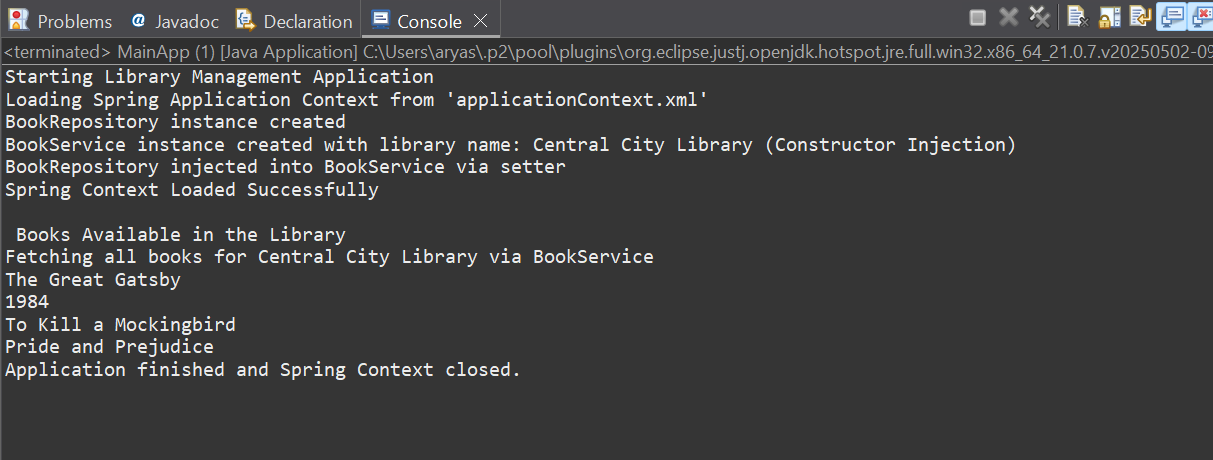 Problems @ Javadoc Declaration Console
<terminated> MainApp (1) [Java Application] C:\Users\aryas\.p2\pool\plugins\org.eclipse.justj.openjdk.hotspot.jre.full.win32.x86_64_21.0.7.v20250502-09
Starting Library Management Application
Loading Spring Application Context from 'applicationContext.xml'
BookRepository instance created
BookService instance created with library name: Central City Library (Constructor Injection)
BookRepository injected into BookService via setter
Spring Context Loaded Successfully
Books Available in the Library
Fetching all books for Central City Library via BookService
The Great Gatsby
1984
To Kill a Mockingbird
Pride and Prejudice
Application finished and Spring Context closed.